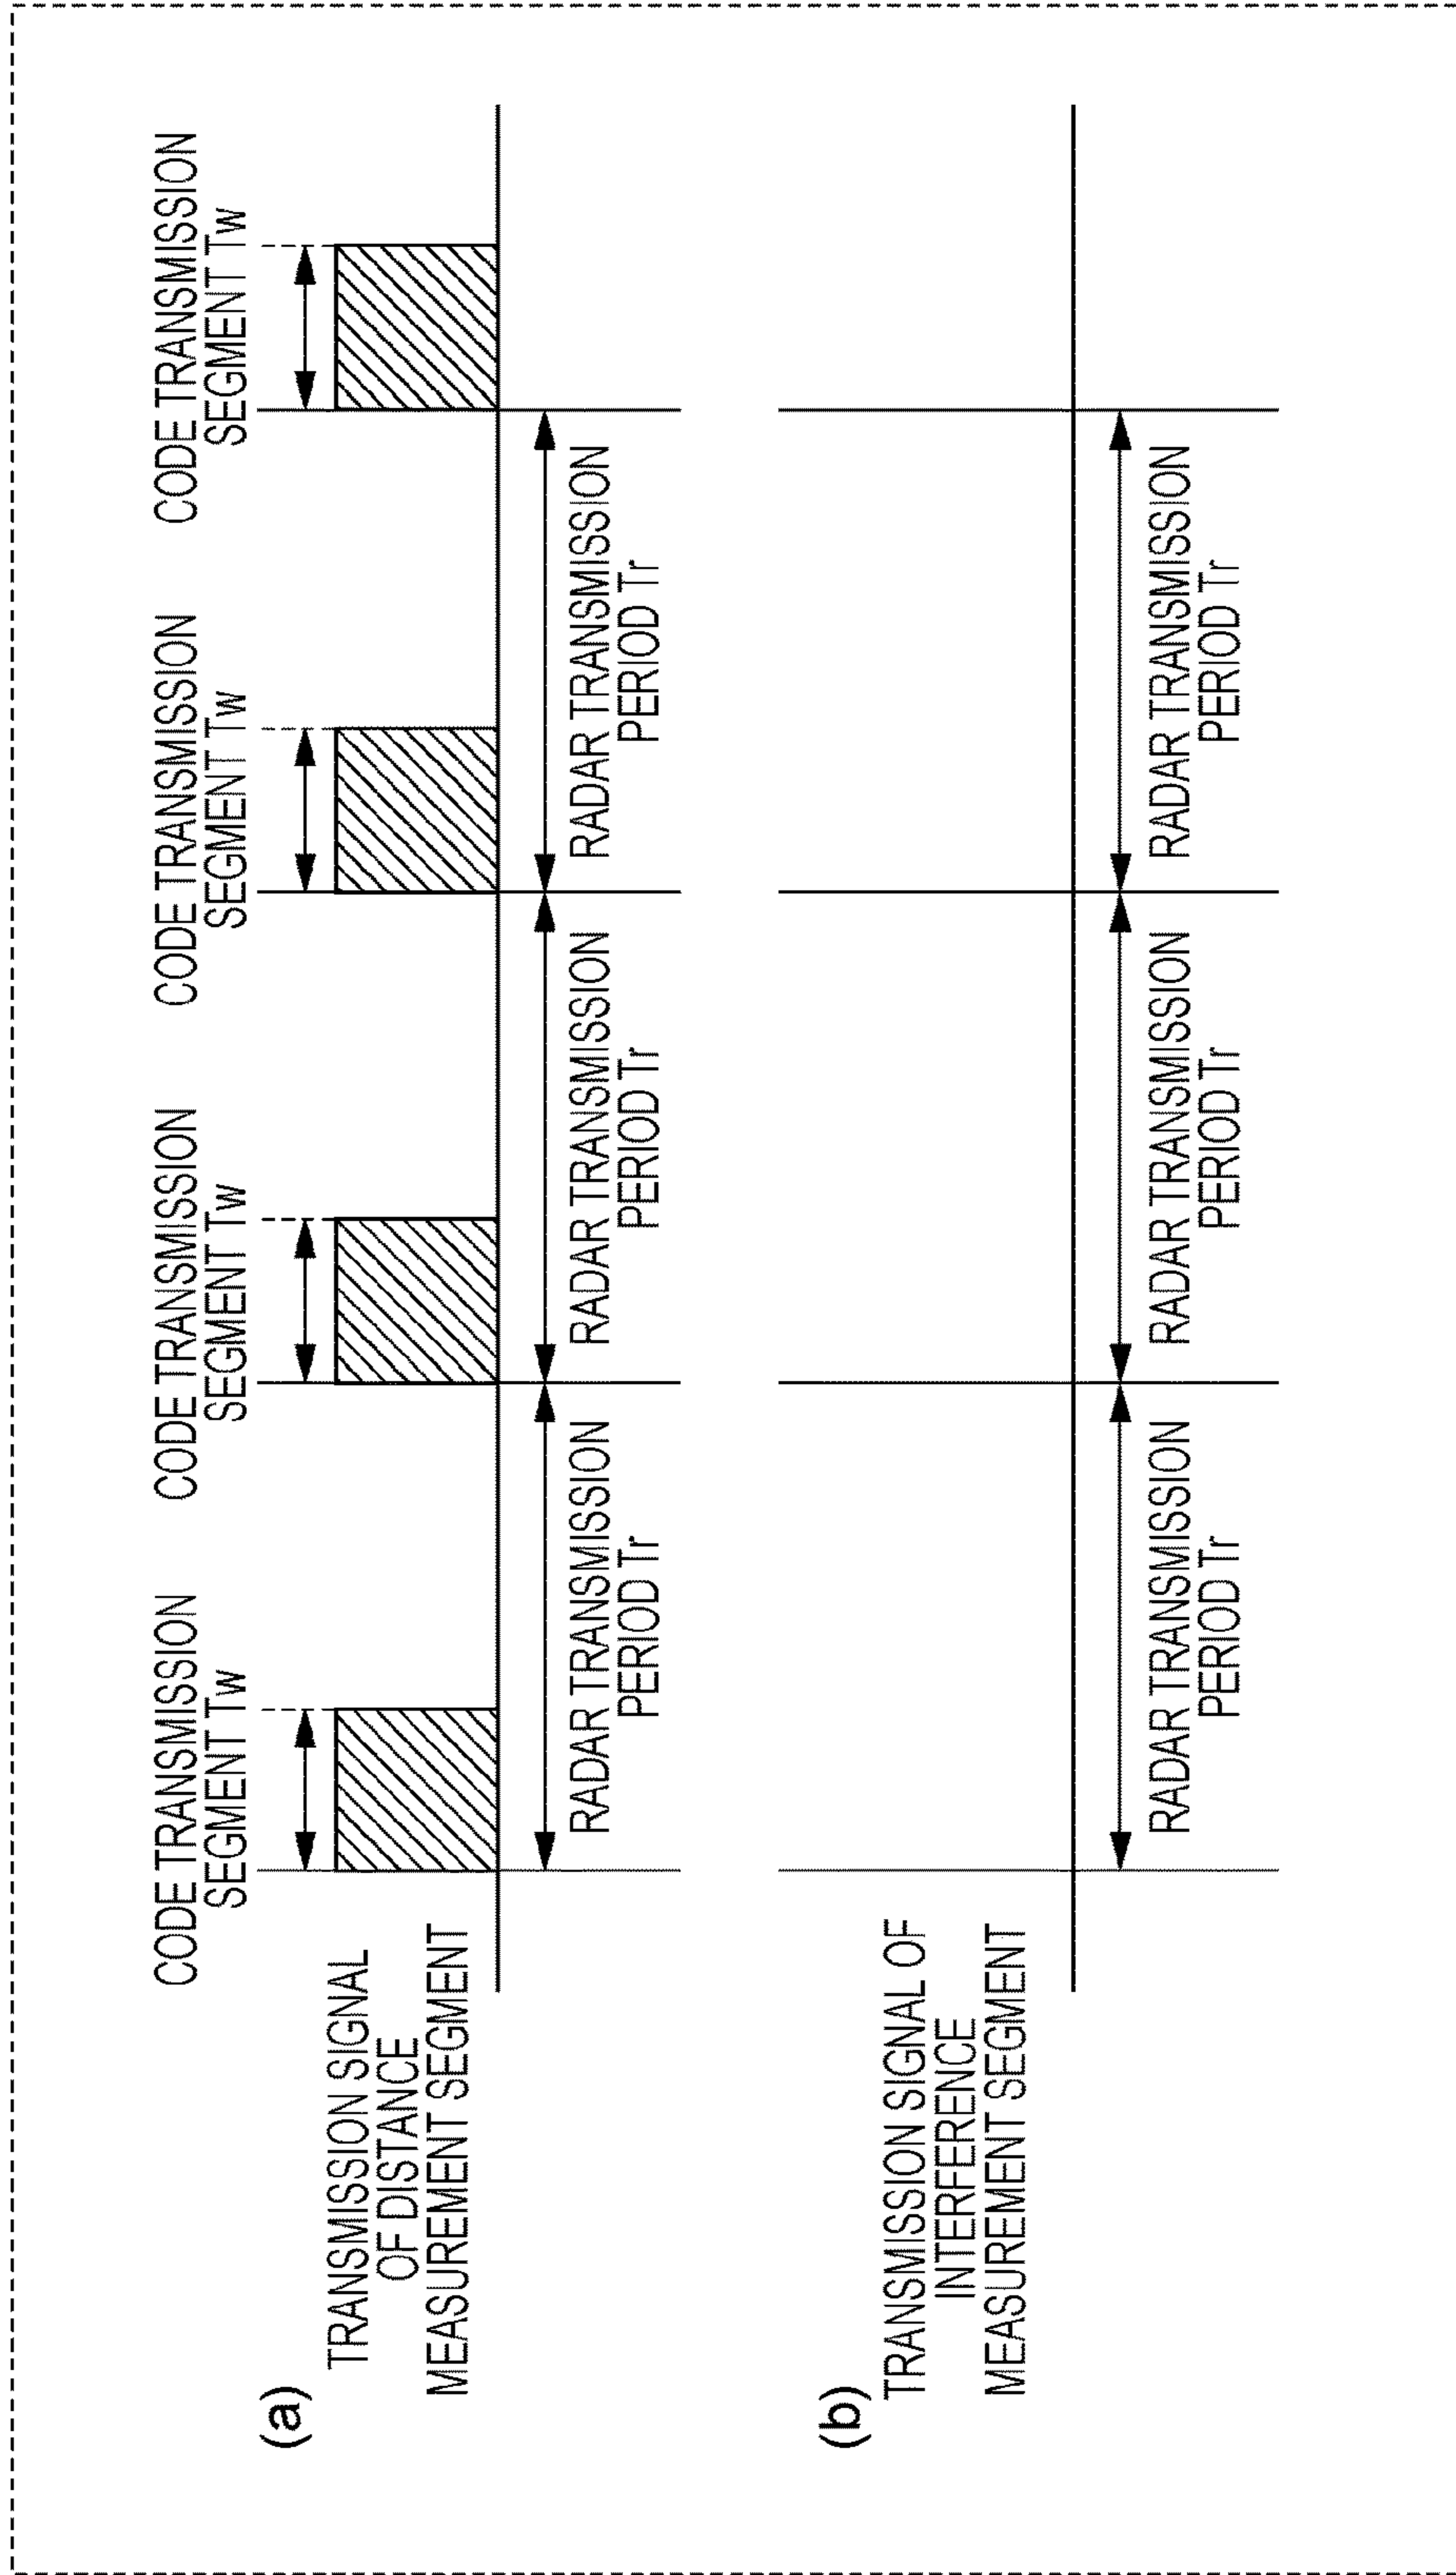 (a)
TRANSMISSION SIGNAL
OF DISTANCE
MEASUREMENT SEGMENT
CODE TRANSMISSION
SEGMENT Tw
CODE TRANSMISSION
SEGMENT Tw
CODE TRANSMISSION
SEGMENT Tw
CODE TRANSMISSION
SEGMENT Tw
RADAR TRANSMISSION
PERIOD Tr
RADAR TRANSMISSION
PERIOD Tr
RADAR TRANSMISSION
PERIOD Tr
(b)
TRANSMISSION SIGNAL OF
INTERFERENCE
MEASUREMENT SEGMENT
RADAR TRANSMISSION
PERIOD Tr
RADAR TRANSMISSION
PERIOD Tr
RADAR TRANSMISSION
PERIOD Tr